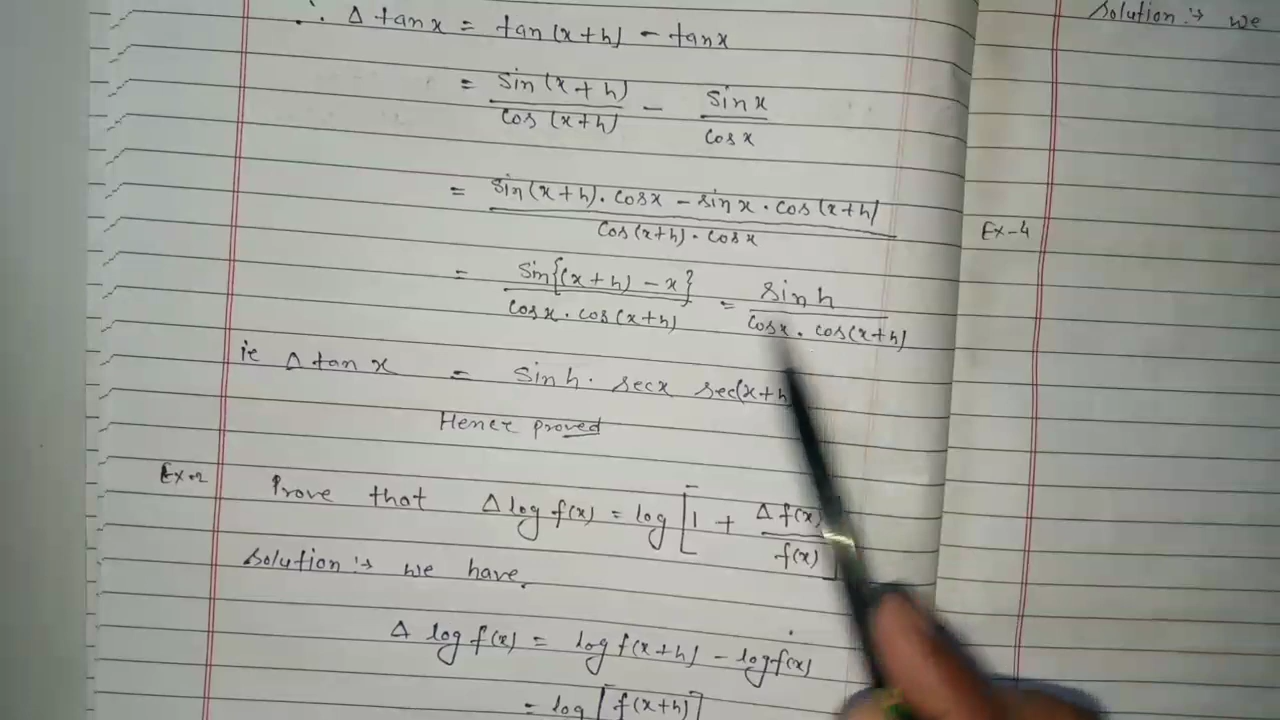 ∴ Δ tan x = tan(x+h) - tan x
= sin(x+h)/cos(x+h) - sin x/cos x
= sin(x+h). cos x - sin x . cos(x+h)/cos(x+h) . cos x
= sin{(x+h) - x}/cos x . cos(x+h) = sin h/cos x . cos(x+h)
ie Δ tan x = sin h . sec x sec(x+h
Hence proved
Ex-2 Prove that Δ log f(x) = log [1 + Δ f(x)/f(x)]
Solution :→ we have.
Δ log f(x) = log f(x+h) - log f(x)
= log [f(x+h)]
Solution :→ we
Ex-4